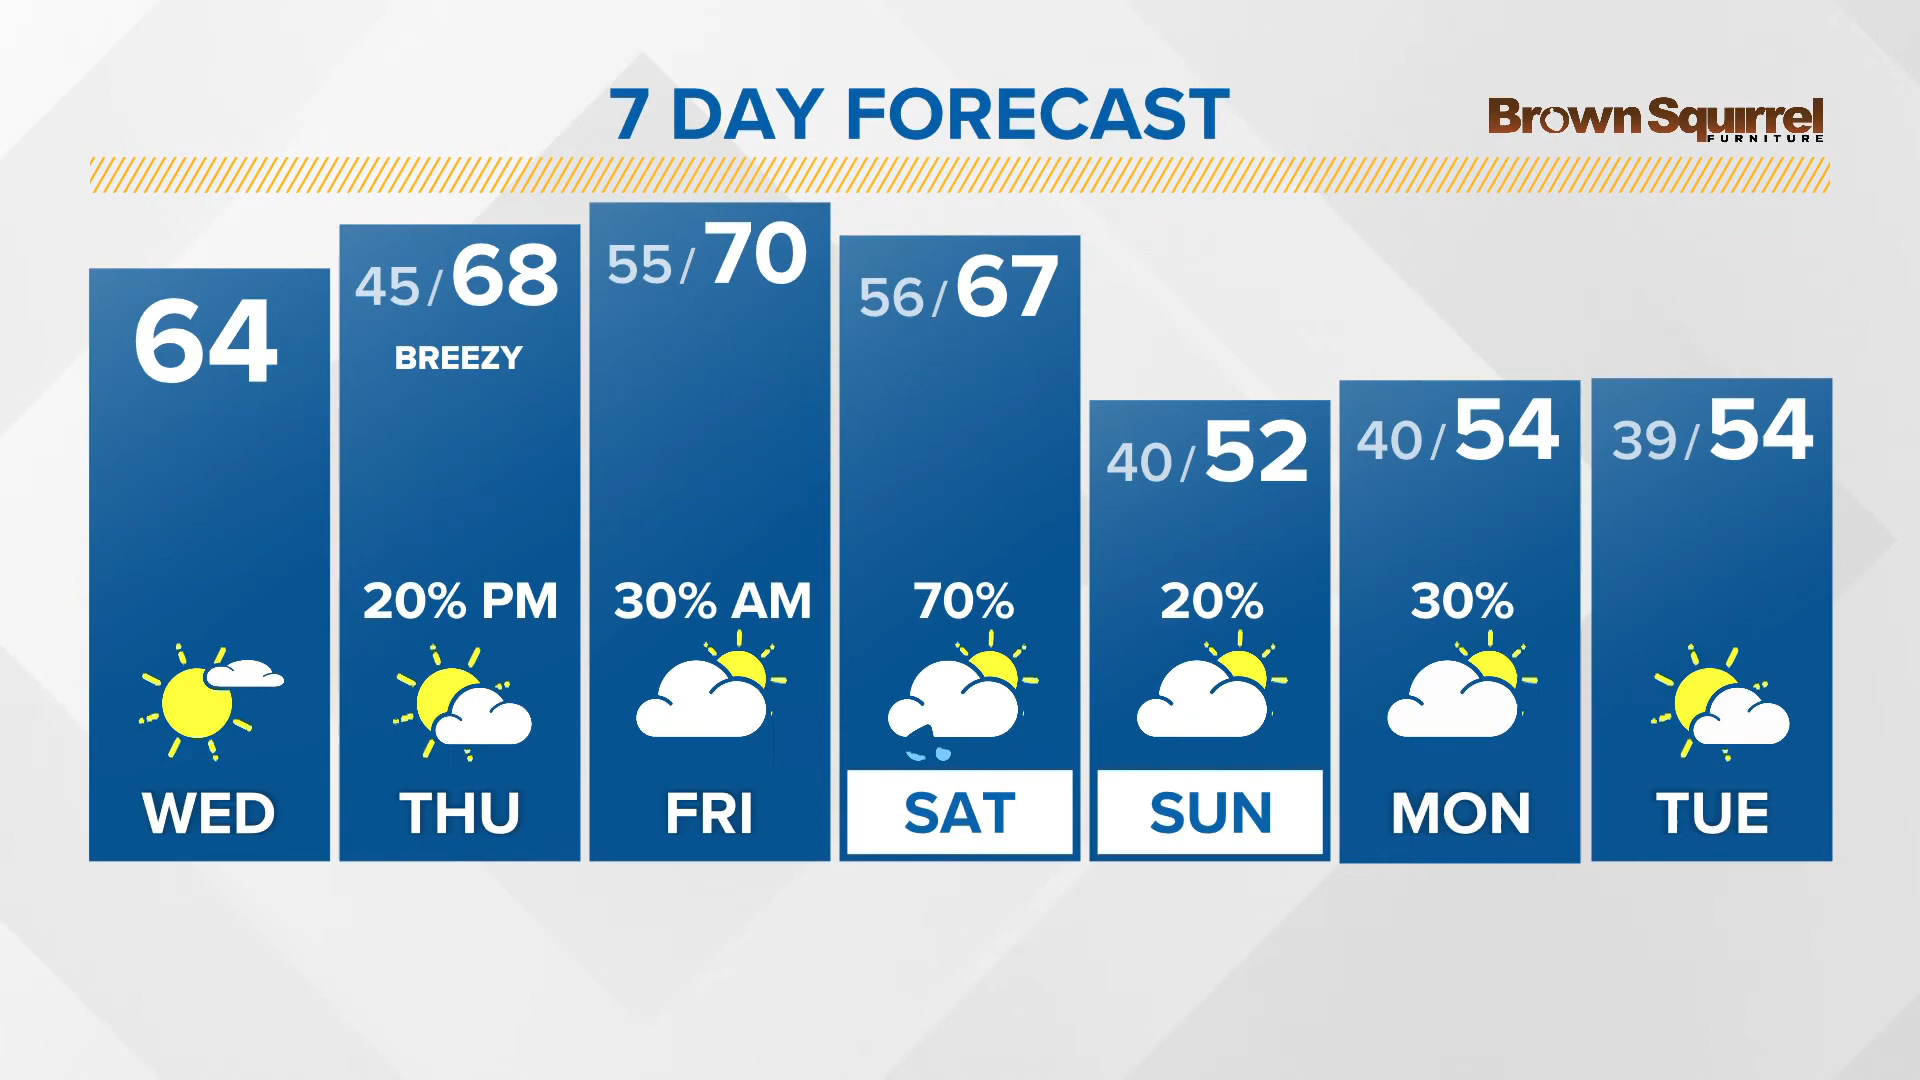 7 DAY FORECAST
Brown Squirrel
FURNITURE
64
WED
45/68
BREEZY
20% PM
THU
55/70
30% AM
FRI
56/67
70%
SAT
40/52
20%
SUN
40/54
30%
MON
39/54
TUE